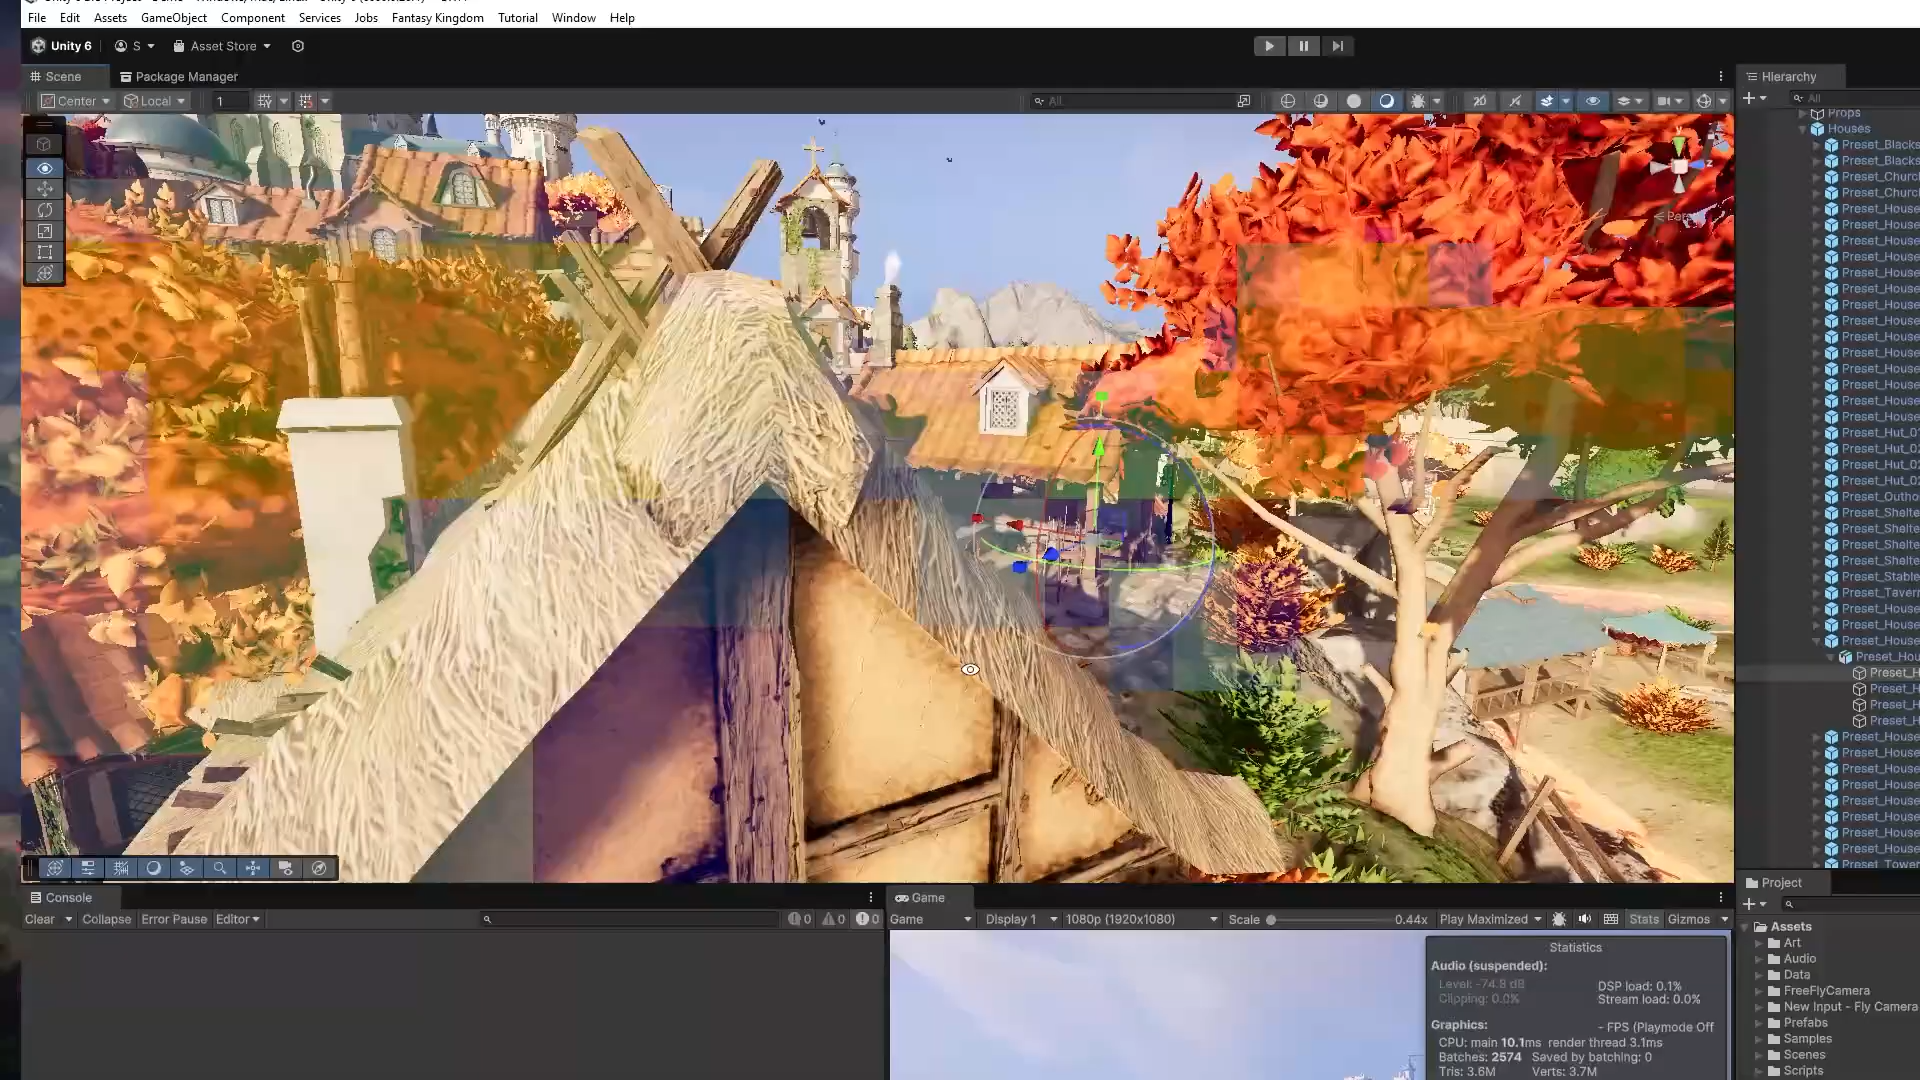 File Edit Assets GameObject Component Services Jobs Fantasy Kingdom Tutorial Window Help
Unity 6 S Asset Store
Scene Package Manager
Hierarchy
Center Local 1 All 2D
All
Props
Houses
Preset_Blacks
Preset_Blacks
Preset_Churc
Preset_Churc
Preset_House
Preset_House
Preset_House
Preset_House
Preset_House
Preset_House
Preset_House
Preset_House
Preset_House
Preset_House
Preset_House
Preset_House
Preset_House
Preset_House
Preset_Hut_01
Preset_Hut_02
Preset_Hut_02
Preset_Hut_02
Preset_Outho
Preset_Shelte
Preset_Shelte
Preset_Shelte
Preset_Shelte
Preset_Stable
Preset_Tavern
Preset_House
Preset_House
Preset_House
Preset_Hou
Preset_H
Preset_H
Preset_H
Preset_H
Preset_House
Preset_House
Preset_House
Preset_House
Preset_House
Preset_House
Preset_House
Preset_House
Preset_Tower
Console
Clear Collapse Error Pause Editor 0 0 0
Game
Game Display 1 1080p (1920x1080) Scale 0.44x Play Maximized Stats Gizmos
Statistics
Audio (suspended):
Level: -74.8 dB DSP load: 0.1%
Clipping: 0.0% Stream load: 0.0%
Graphics: - FPS (Playmode Off
CPU: main 10.1ms render thread 3.1ms
Batches: 2574 Saved by batching: 0
Tris: 3.6M Verts: 3.7M
Project
Assets
Art
Audio
Data
FreeFlyCamera
New Input - Fly Camera
Prefabs
Samples
Scenes
Scripts